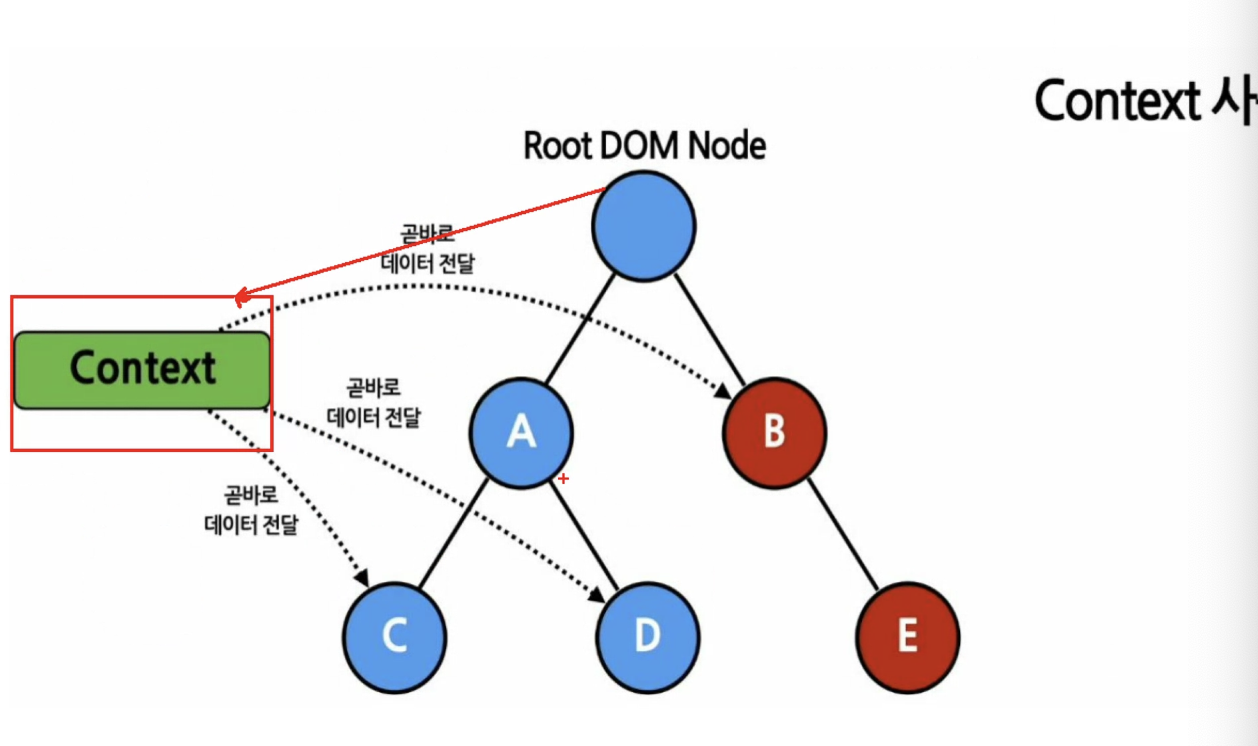 Context 사
Root DOM Node
곧바로
데이터 전달
Context
곧바로
데이터 전달
A
B
곧바로
데이터 전달
C
D
E